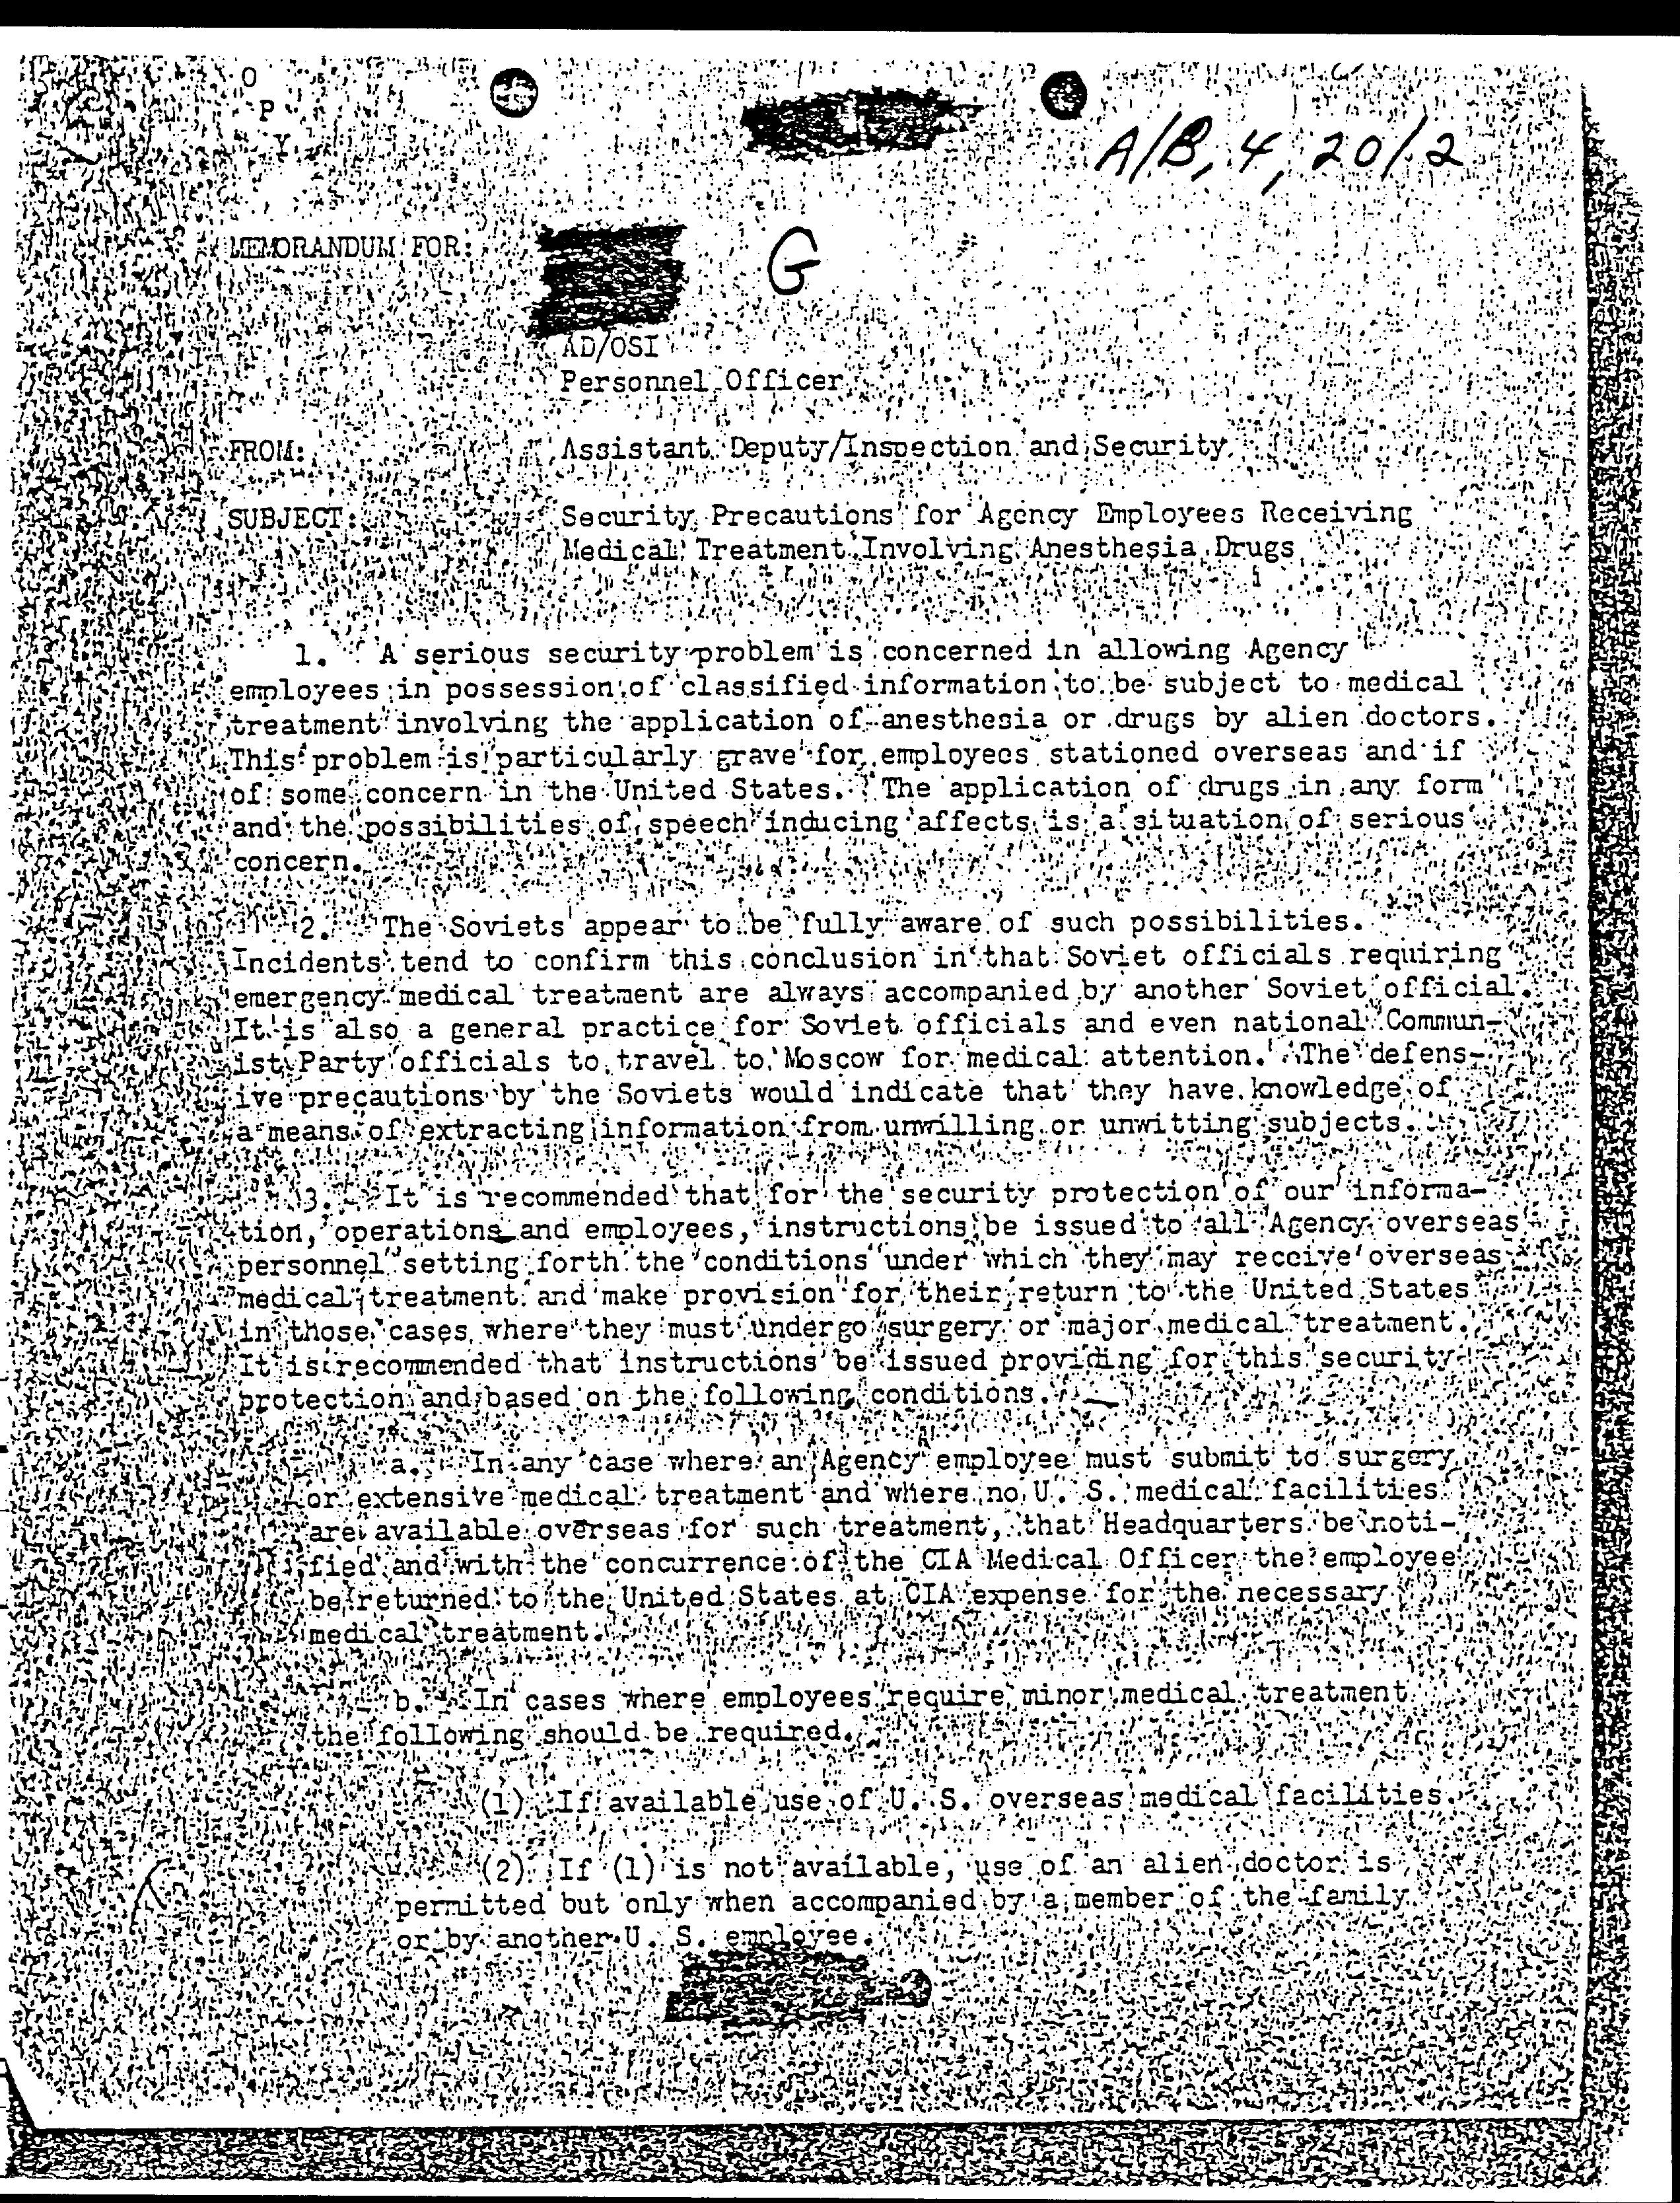 O
P
Y
A/B, 4, 20/2
MEMORANDUM FOR:
G
AD/OSI
Personnel Officer
FROM: Assistant Deputy/Inspection and Security
SUBJECT: Security Precautions for Agency Employees Receiving
Medical Treatment Involving Anesthesia Drugs
1. A serious security problem is concerned in allowing Agency
employees in possession of classified information to be subject to medical
treatment involving the application of anesthesia or drugs by alien doctors.
This problem is particularly grave for employees stationed overseas and if
of some concern in the United States. The application of drugs in any form
and the possibilities of speech inducing affects is a situation of serious
concern.
2. The Soviets appear to be fully aware of such possibilities.
Incidents tend to confirm this conclusion in that Soviet officials requiring
emergency medical treatment are always accompanied by another Soviet official.
It is also a general practice for Soviet officials and even national Commun-
ist Party officials to travel to Moscow for medical attention. The defens-
ive precautions by the Soviets would indicate that they have knowledge of
a means of extracting information from unwilling or unwitting subjects.
3. It is recommended that for the security protection of our informa-
tion, operations and employees, instructions be issued to all Agency overseas
personnel setting forth the conditions under which they may receive overseas
medical treatment and make provision for their return to the United States
in those cases where they must undergo surgery or major medical treatment.
It is recommended that instructions be issued providing for this security
protection and based on the following conditions.
a. In any case where an Agency employee must submit to surgery
or extensive medical treatment and where no U. S. medical facilities
are available overseas for such treatment, that Headquarters be noti-
fied and with the concurrence of the CIA Medical Officer the employee
be returned to the United States at CIA expense for the necessary
medical treatment.
b. In cases where employees require minor medical treatment
the following should be required.
(1) If available use of U. S. overseas medical facilities.
(2) If (1) is not available, use of an alien doctor is
permitted but only when accompanied by a member of the family
or by another U. S. employee.